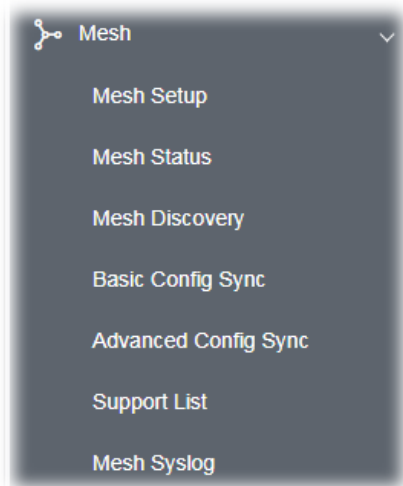 Mesh
Mesh Setup
Mesh Status
Mesh Discovery
Basic Config Sync
Advanced Config Sync
Support List
Mesh Syslog